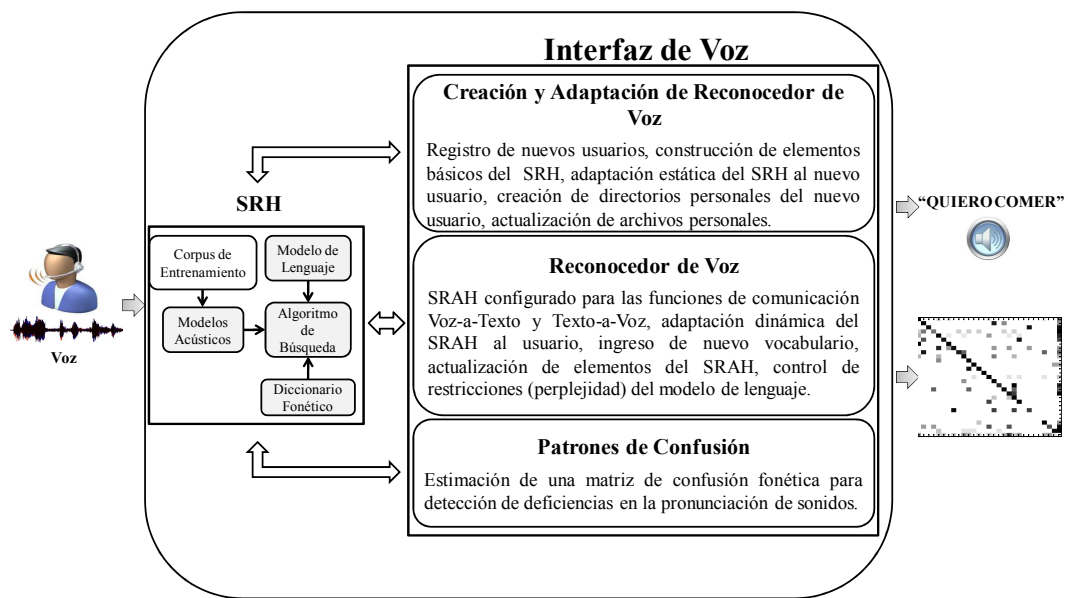 Interfaz de Voz
Creación y Adaptación de Reconocedor de
Voz
Registro de nuevos usuarios, construcción de elementos
básicos del SRH, adaptación estática del SRH al nuevo
usuario, creación de directorios personales del nuevo
usuario, actualización de archivos personales.
SRH
Corpus de
Entrenamiento
Modelo de
Lenguaje
Modelos
Acústicos
Algoritmo
de
Búsqueda
Diccionario
Fonético
Voz
Reconocedor de Voz
SRAH configurado para las funciones de comunicación
Voz-a-Texto y Texto-a-Voz, adaptación dinámica del
SRAH al usuario, ingreso de nuevo vocabulario,
actualización de elementos del SRAH, control de
restricciones (perplejidad) del modelo de lenguaje.
Patrones de Confusión
Estimación de una matriz de confusión fonética para
detección de deficiencias en la pronunciación de sonidos.
“QUIERO COMER”